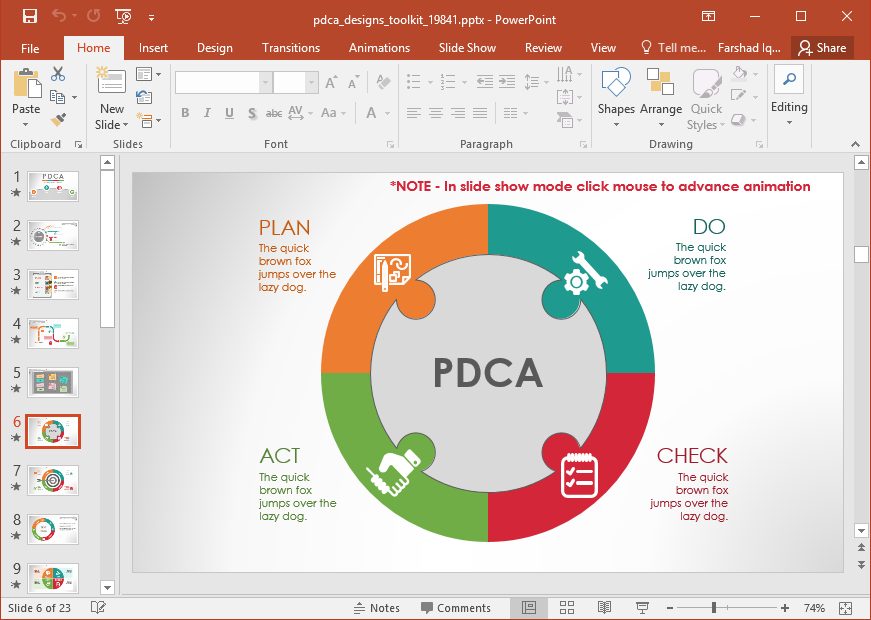 pdca_designs_toolkit_19841.pptx - PowerPoint
File Home Insert Design Transitions Animations Slide Show Review View Tell me... Farshad Iq... Share
Paste
New
Slide
Shapes Arrange Quick
Styles
Editing
B I U S abc AV Aa A
Clipboard Slides Font Paragraph Drawing
1
2
3
4
5
6
7
8
9
PDCA
*NOTE - In slide show mode click mouse to advance animation
PLAN
The quick
brown fox
jumps over the
lazy dog.
DO
The quick
brown fox
jumps over the
lazy dog.
PDCA
ACT
The quick
brown fox
jumps over the
lazy dog.
CHECK
The quick
brown fox
jumps over the
lazy dog.
Slide 6 of 23 Notes Comments 74%